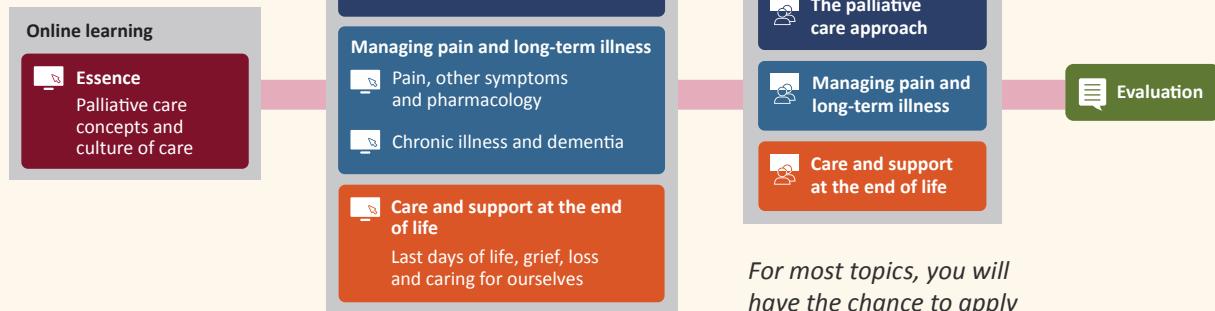 Online learning
Essence
Palliative care
concepts and
culture of care
Managing pain and long-term illness
Pain, other symptoms
and pharmacology
Chronic illness and dementia
Care and support at the end
of life
Last days of life, grief, loss
and caring for ourselves
The palliative
care approach
Managing pain and
long-term illness
Care and support
at the end of life
For most topics, you will
have the chance to apply
Evaluation